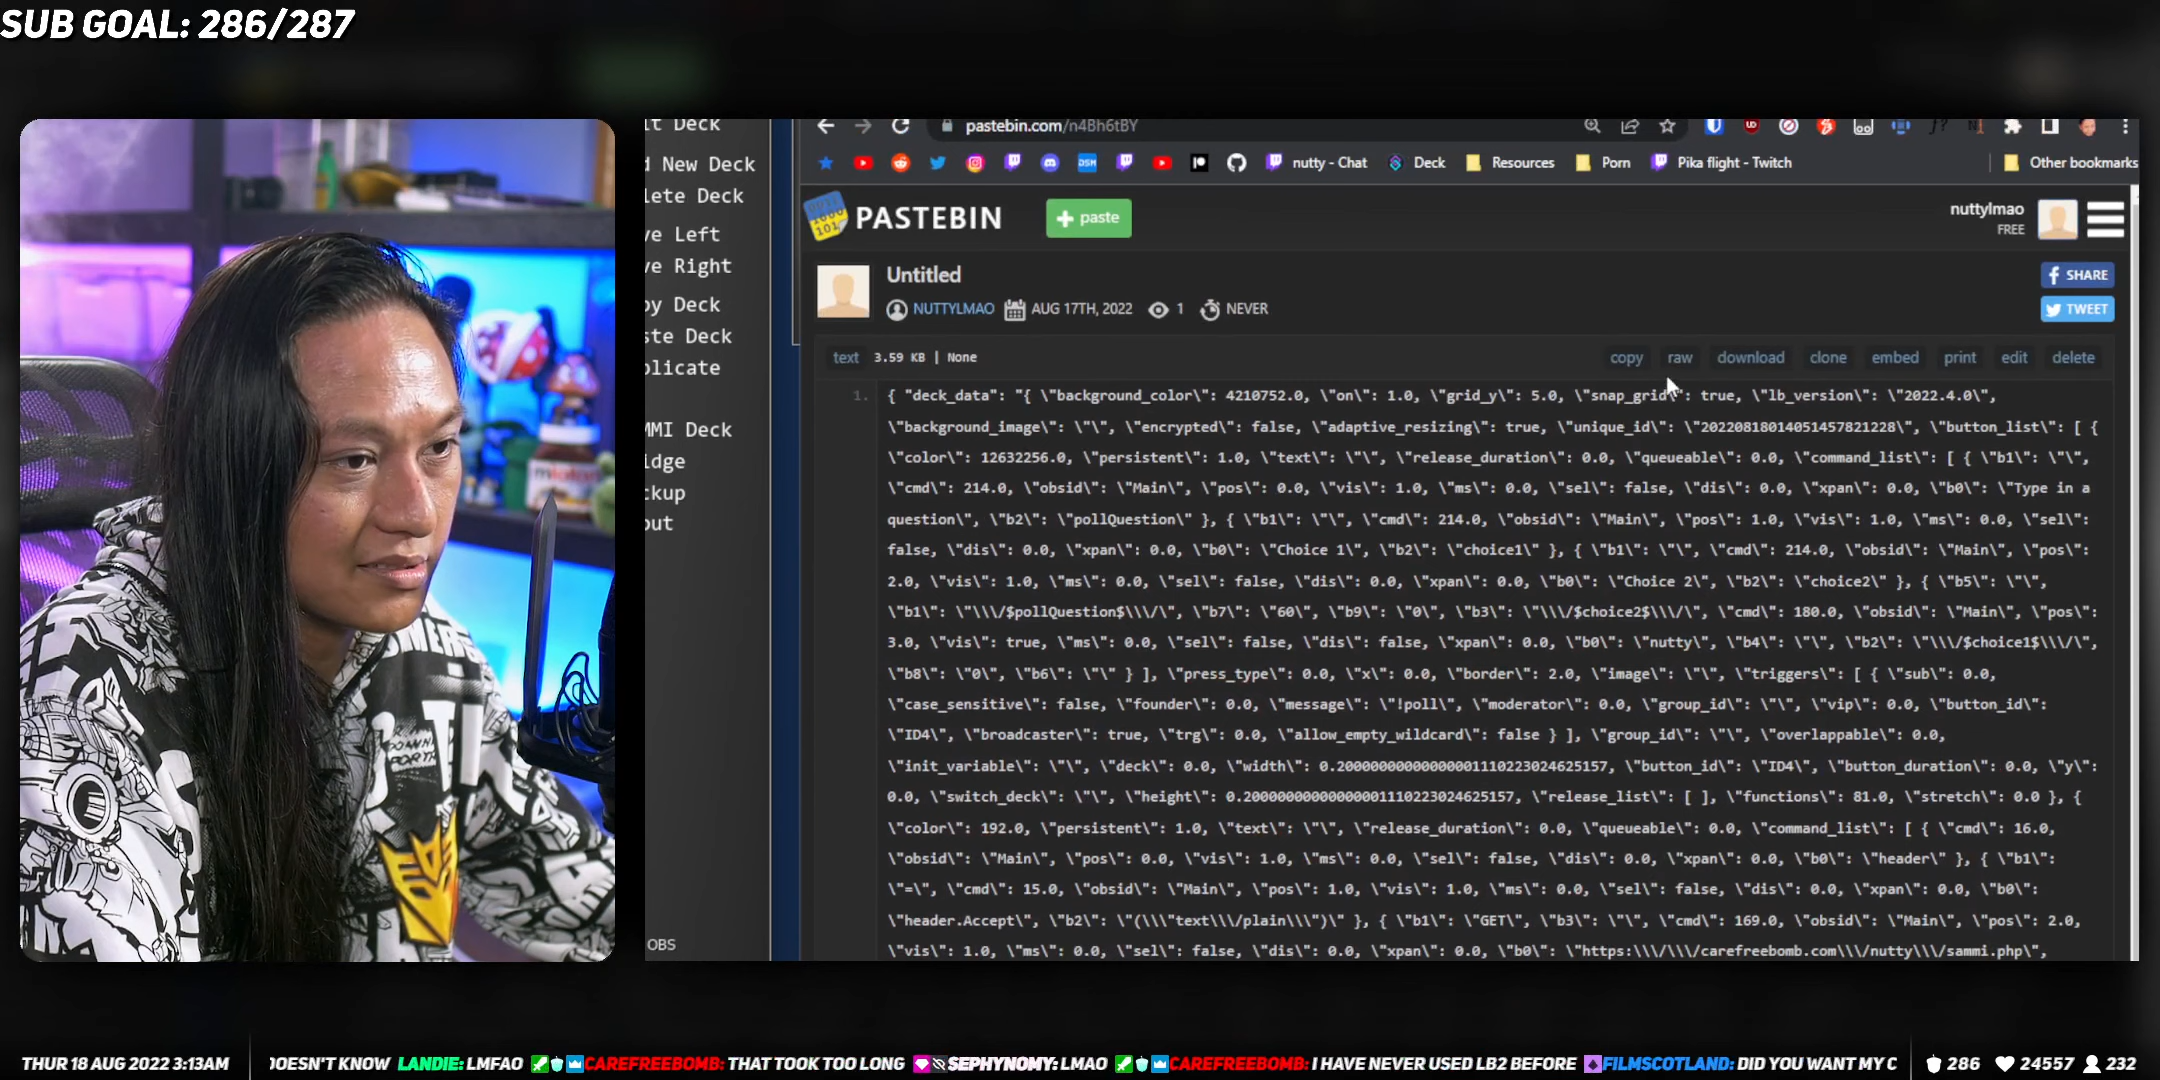 SUB GOAL: 286/287
lt Deck
d New Deck
lete Deck
ve Left
ve Right
py Deck
ste Deck
plicate
MMI Deck
idge
ckup
out
OBS
pastebin.com/n4Bh6tBY
nutty - Chat
Deck
Resources
Porn
Pika flight - Twitch
Other bookmarks
PASTEBIN
+ paste
nuttylmao
FREE
Untitled
NUTTYLMAO AUG 17TH, 2022 1 NEVER
SHARE
TWEET
text 3.59 KB | None
copy raw download clone embed print edit delete
1. { "deck_data": "{ \"background_color\": 4210752.0, \"on\": 1.0, \"grid_y\": 5.0, \"snap_grid\": true, \"lb_version\": \"2022.4.0\",
\"background_image\": \"\", \"encrypted\": false, \"adaptive_resizing\": true, \"unique_id\": \"20220818014051457821228\", \"button_list\": [ {
\"color\": 12632256.0, \"persistent\": 1.0, \"text\": \"\", \"release_duration\": 0.0, \"queueable\": 0.0, \"command_list\": [ { \"b1\": \"\",
\"cmd\": 214.0, \"obsid\": \"Main\", \"pos\": 0.0, \"vis\": 1.0, \"ms\": 0.0, \"sel\": false, \"dis\": 0.0, \"xpan\": 0.0, \"b0\": \"Type in a
question\", \"b2\": \"pollQuestion\" }, { \"b1\": \"\", \"cmd\": 214.0, \"obsid\": \"Main\", \"pos\": 1.0, \"vis\": 1.0, \"ms\": 0.0, \"sel\":
false, \"dis\": 0.0, \"xpan\": 0.0, \"b0\": \"Choice 1\", \"b2\": \"choice1\" }, { \"b1\": \"\", \"cmd\": 214.0, \"obsid\": \"Main\", \"pos\":
2.0, \"vis\": 1.0, \"ms\": 0.0, \"sel\": false, \"dis\": 0.0, \"xpan\": 0.0, \"b0\": \"Choice 2\", \"b2\": \"choice2\" }, { \"b5\": \"\",
\"b1\": \"\\\/$pollQuestion$\\\/\", \"b7\": \"60\", \"b9\": \"0\", \"b3\": \"\\\/$choice2$\\\/\", \"cmd\": 180.0, \"obsid\": \"Main\", \"pos\":
3.0, \"vis\": true, \"ms\": 0.0, \"sel\": false, \"dis\": false, \"xpan\": 0.0, \"b0\": \"nutty\", \"b4\": \"\", \"b2\": \"\\\/$choice1$\\\/\",
\"b8\": \"0\", \"b6\": \"\" } ], \"press_type\": 0.0, \"x\": 0.0, \"border\": 2.0, \"image\": \"\", \"triggers\": [ { \"sub\": 0.0,
\"case_sensitive\": false, \"founder\": 0.0, \"message\": \"!poll\", \"moderator\": 0.0, \"group_id\": \"\", \"vip\": 0.0, \"button_id\":
\"ID4\", \"broadcaster\": true, \"trg\": 0.0, \"allow_empty_wildcard\": false } ], \"group_id\": \"\", \"overlappable\": 0.0,
\"init_variable\": \"\", \"deck\": 0.0, \"width\": 0.20000000000000001110223024625157, \"button_id\": \"ID4\", \"button_duration\": 0.0, \"y\":
0.0, \"switch_deck\": \"\", \"height\": 0.20000000000000001110223024625157, \"release_list\": [ ], \"functions\": 81.0, \"stretch\": 0.0 }, {
\"color\": 192.0, \"persistent\": 1.0, \"text\": \"\", \"release_duration\": 0.0, \"queueable\": 0.0, \"command_list\": [ { \"cmd\": 16.0,
\"obsid\": \"Main\", \"pos\": 0.0, \"vis\": 1.0, \"ms\": 0.0, \"sel\": false, \"dis\": 0.0, \"xpan\": 0.0, \"b0\": \"header\" }, { \"b1\":
\"=\", \"cmd\": 15.0, \"obsid\": \"Main\", \"pos\": 1.0, \"vis\": 1.0, \"ms\": 0.0, \"sel\": false, \"dis\": 0.0, \"xpan\": 0.0, \"b0\":
\"header.Accept\", \"b2\": \"(\\\"text\\\/plain\\\")\" }, { \"b1\": \"GET\", \"b3\": \"\", \"cmd\": 169.0, \"obsid\": \"Main\", \"pos\": 2.0,
\"vis\": 1.0, \"ms\": 0.0, \"sel\": false, \"dis\": 0.0, \"xpan\": 0.0, \"b0\": \"https:\\\/\\\/carefreebomb.com\\\/nutty\\\/sammi.php\",
THUR 18 AUG 2022 3:13AM
DOESN'T KNOW LANDIE: LMFAO CAREFREEBOMB: THAT TOOK TOO LONG SEPHYNOMY: LMAO CAREFREEBOMB: I HAVE NEVER USED LB2 BEFORE FILMSCOTLAND: DID YOU WANT MY C
286 24557 232